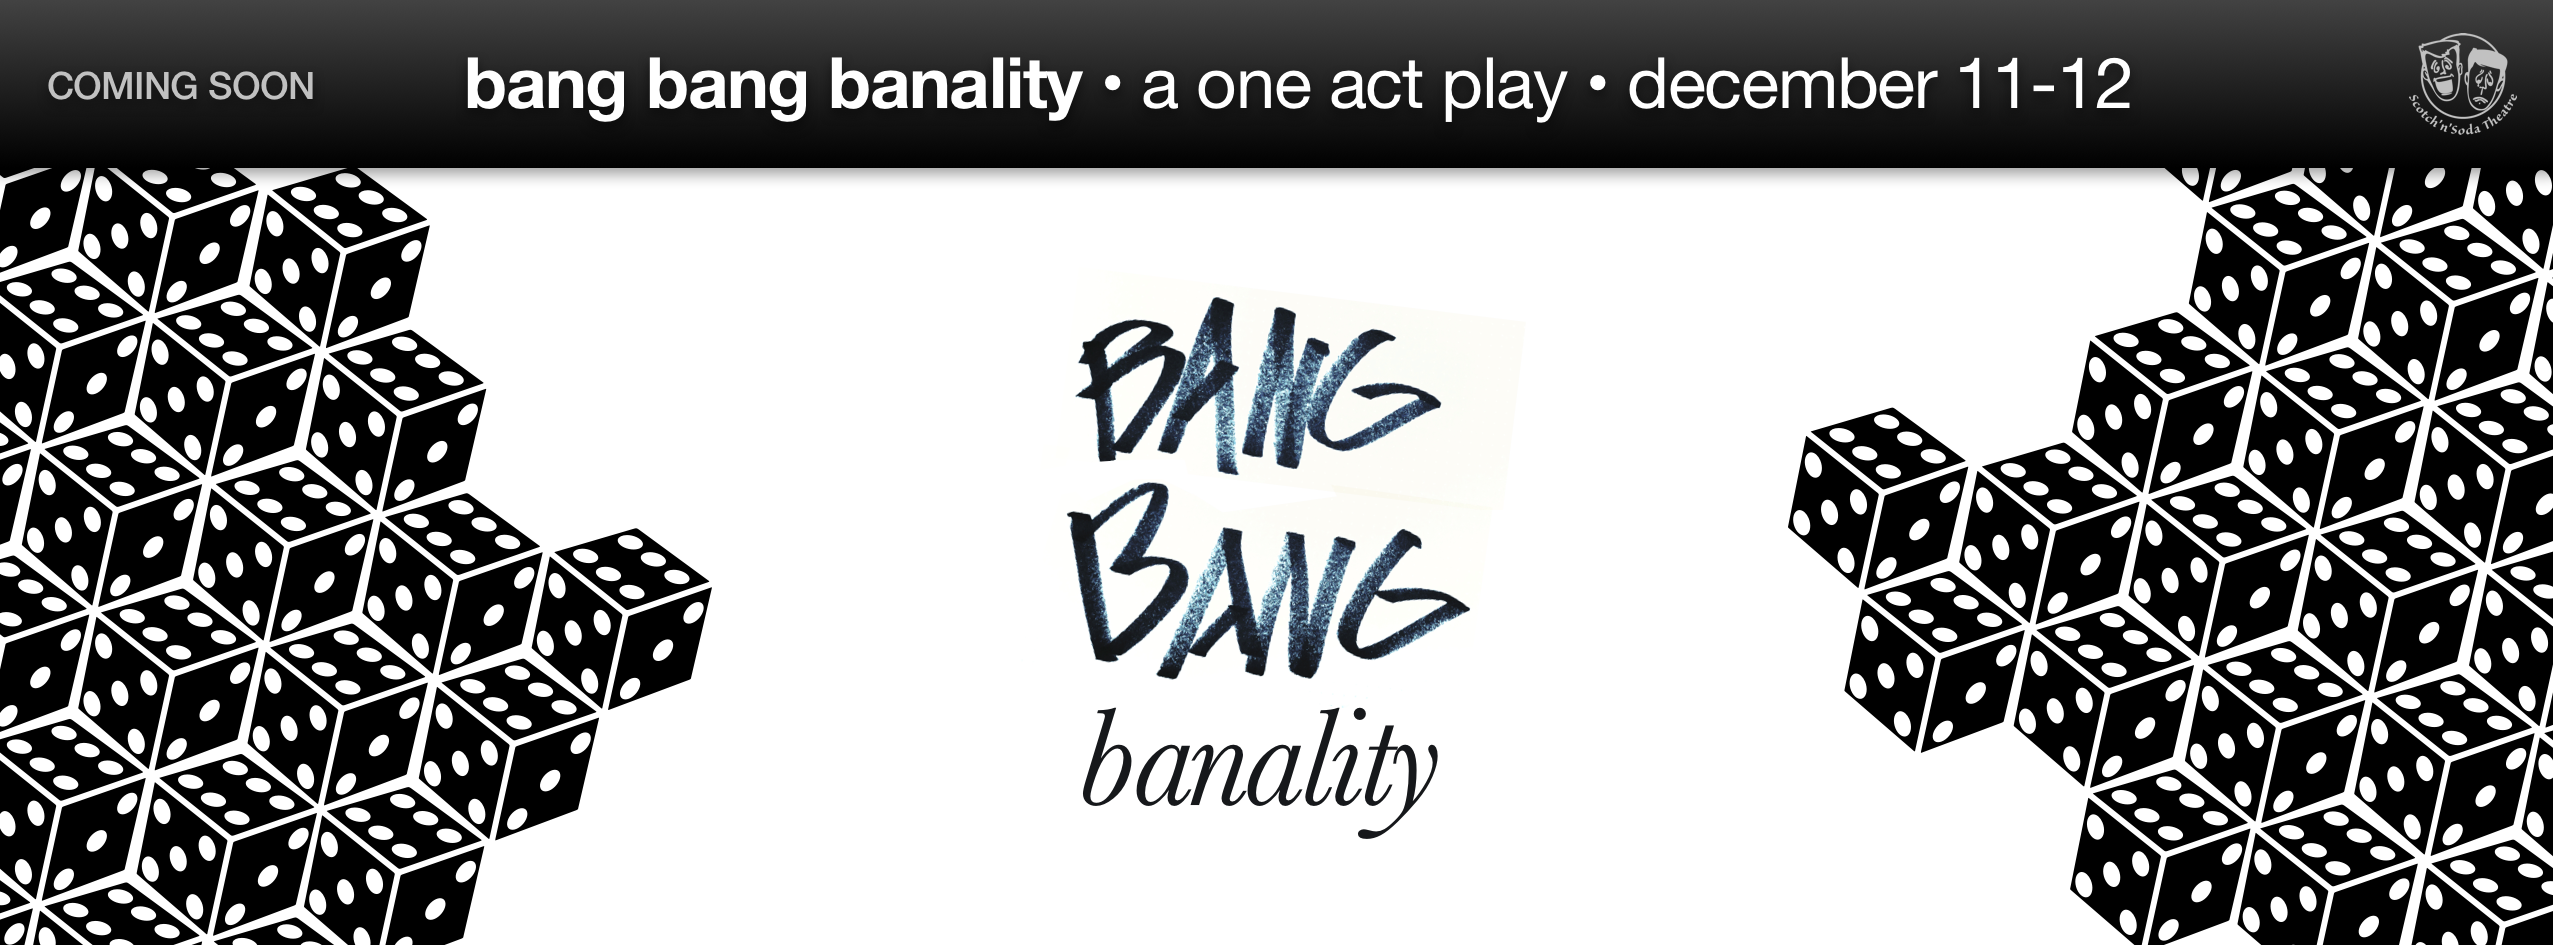 COMING SOON
bang bang banality • a one act play • december 11-12
Scotch'n'Soda Theatre
BANG
BANG
banality